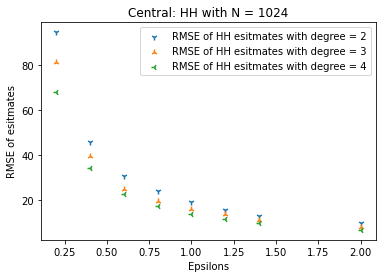 Central: HH with N = 1024
RMSE of HH esitmates with degree = 2
RMSE of HH esitmates with degree = 3
RMSE of HH esitmates with degree = 4
RMSE of esitmates
80
60
40
20
0.25 0.50 0.75 1.00 1.25 1.50 1.75 2.00
Epsilons